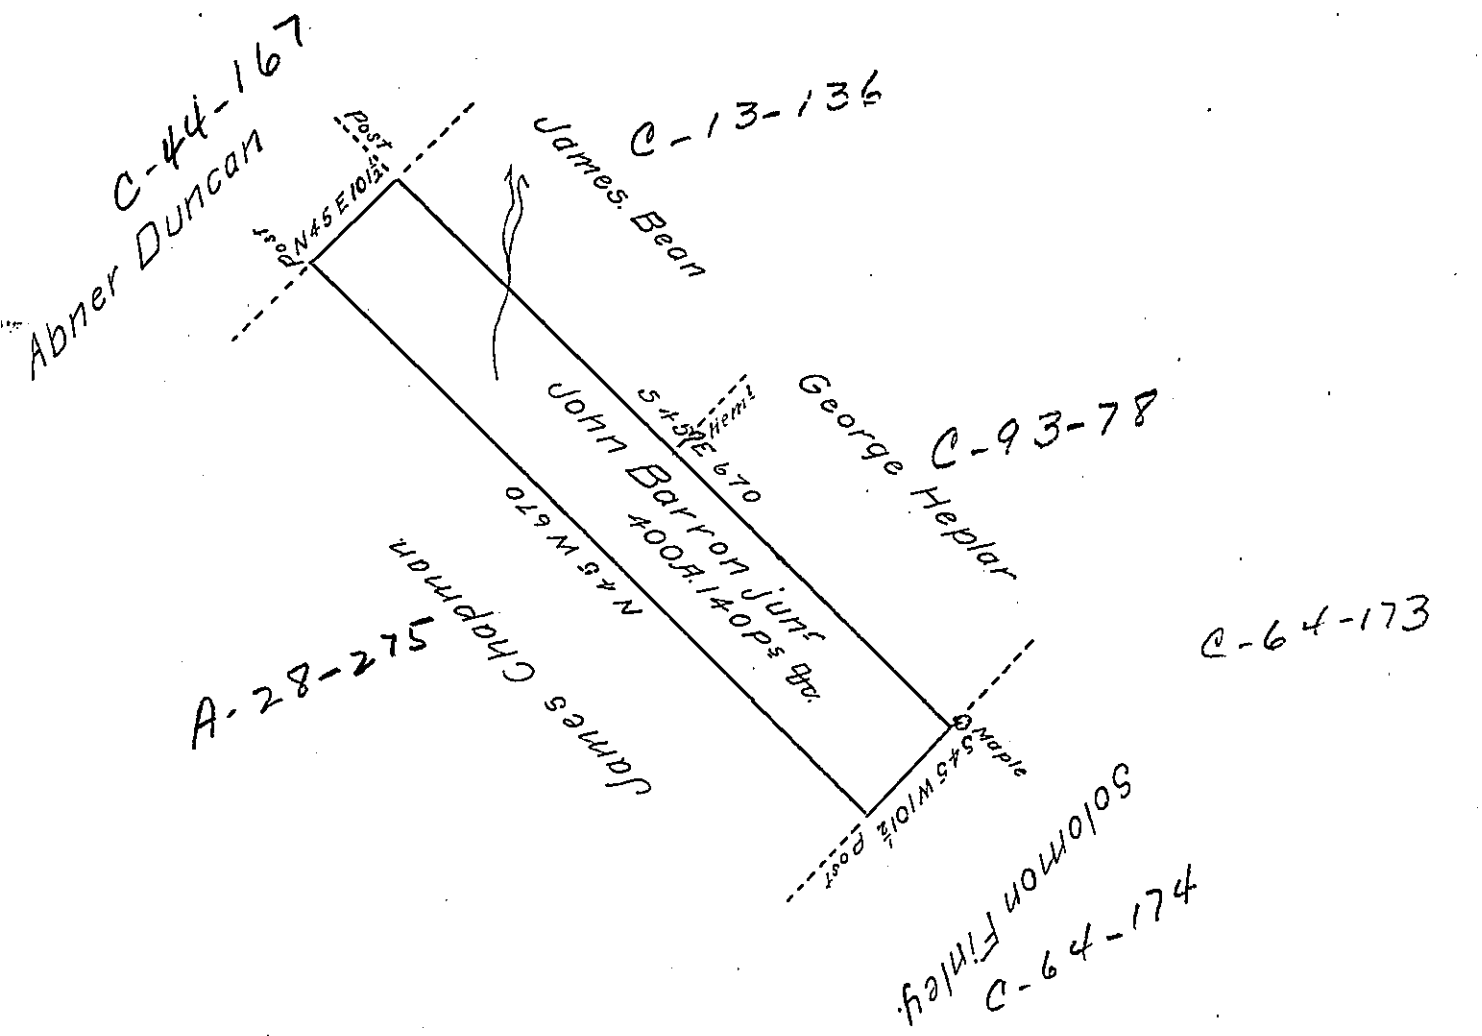 C-44-167
Abner Duncan
Post
N45E101½
Post
James. Bean
C-13-136
S45E670
Heml
George Heplar
C-93-78
John Barron junr
400A.140Ps &c.
N45W670
James Chapman
A-28-275
C-64-173
Maple
S45W101½
Post
Solomon Finley.
C-64-174